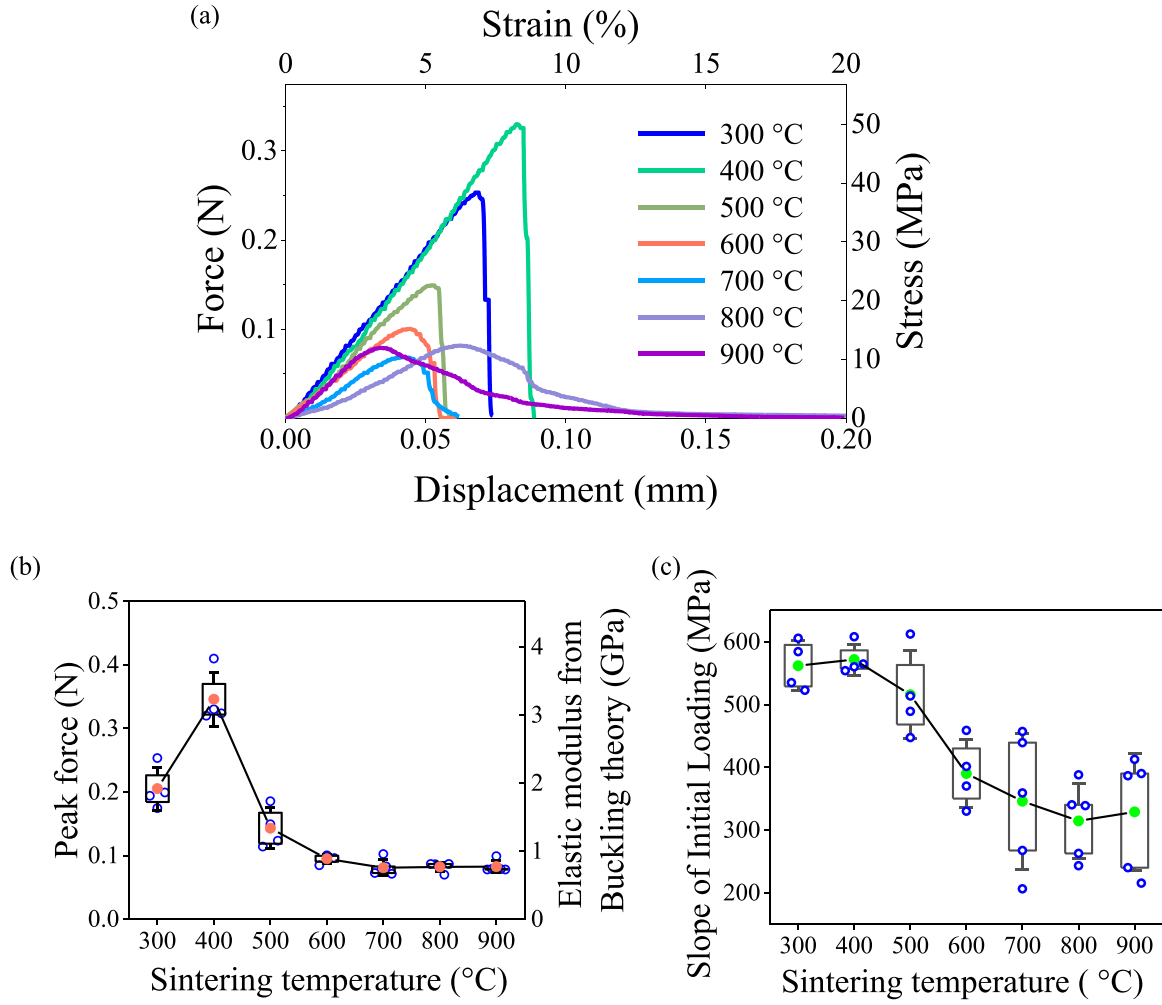 (a)
Strain (%)
0 5 10 15 20
Force (N)
0.3
0.2
0.1
300 °C
400 °C
500 °C
600 °C
700 °C
800 °C
900 °C
50
40
30
20
10
0
Stress (MPa)
0.00 0.05 0.10 0.15 0.20
Displacement (mm)
(b)
Peak force (N)
0.5
0.4
0.3
0.2
0.1
0.0
4
3
2
1
0
Elastic modulus from
Buckling theory (GPa)
300 400 500 600 700 800 900
Sintering temperature (°C)
(c)
Slope of Initial Loading (MPa)
600
500
400
300
200
300 400 500 600 700 800 900
Sintering temperature ( °C)